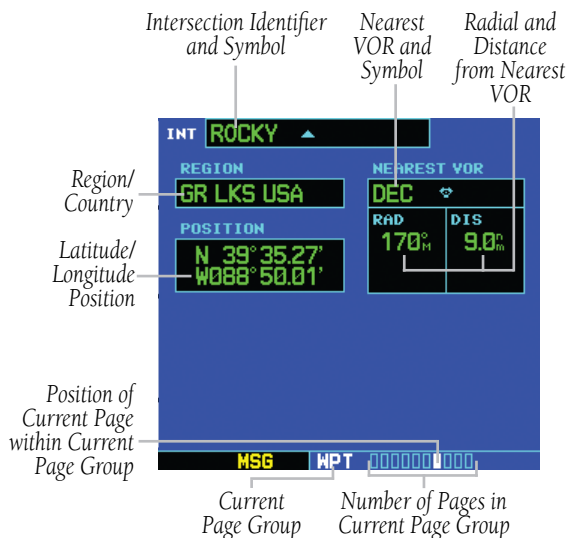 Intersection Identifier
and Symbol
Nearest
VOR and
Symbol
Radial and
Distance
from Nearest
VOR
INT ROCKY
REGION
NEAREST VOR
Region/
Country
GR LKS USA
DEC
POSITION
RAD
DIS
170°M
9.0nm
Latitude/
Longitude
Position
N 39°35.27'
W088°50.01'
Position of
Current Page
within Current
Page Group
MSG
WPT
Current
Page Group
Number of Pages in
Current Page Group